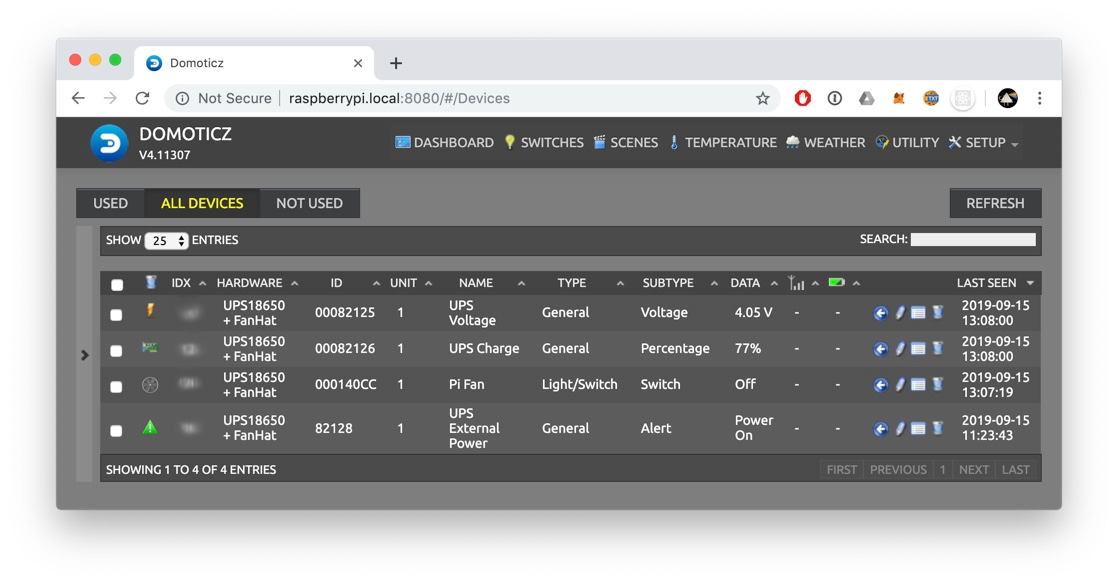 Domoticz
Not Secure raspberrypi.local:8080/#/Devices
TXT
DOMOTICZ
V4.11307
DASHBOARD SWITCHES SCENES TEMPERATURE WEATHER UTILITY SETUP
USED ALL DEVICES NOT USED REFRESH
SHOW 25 ENTRIES SEARCH:
IDX HARDWARE ID UNIT NAME TYPE SUBTYPE DATA LAST SEEN
UPS18650 + FanHat 00082125 1 UPS Voltage General Voltage 4.05 V - - 2019-09-15 13:08:00
UPS18650 + FanHat 00082126 1 UPS Charge General Percentage 77% - - 2019-09-15 13:08:00
UPS18650 + FanHat 000140CC 1 Pi Fan Light/Switch Switch Off - - 2019-09-15 13:07:19
UPS18650 + FanHat 82128 1 UPS External Power General Alert Power On - - 2019-09-15 11:23:43
SHOWING 1 TO 4 OF 4 ENTRIES FIRST PREVIOUS 1 NEXT LAST